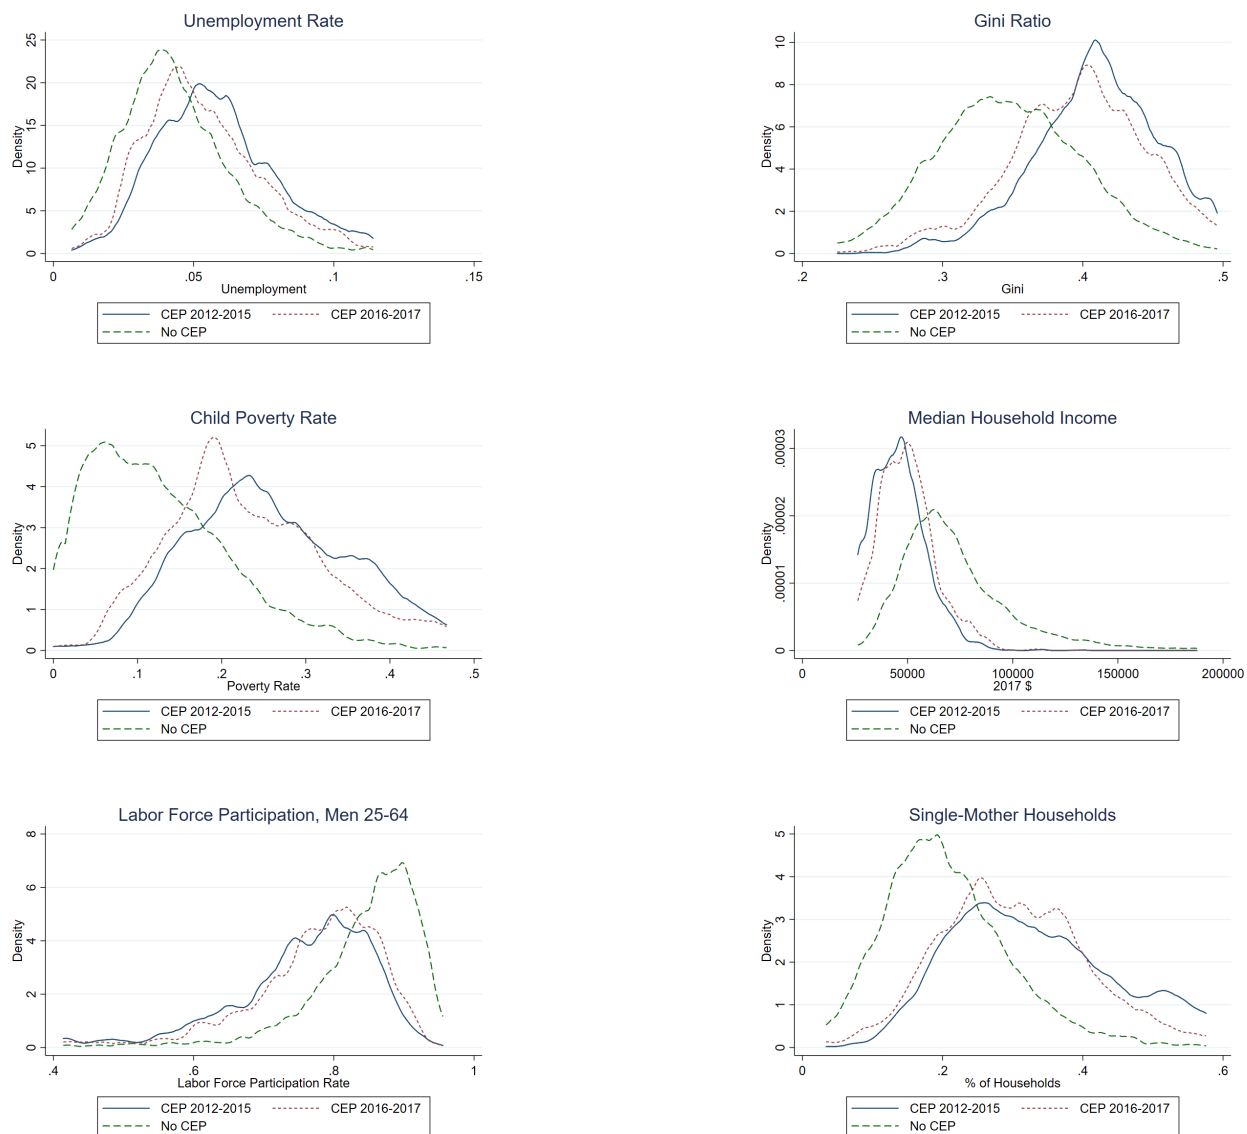 Unemployment Rate
Density
0
5
10
15
20
25
0
.05
.1
.15
Unemployment
CEP 2012-2015
CEP 2016-2017
No CEP
Gini Ratio
Density
0
2
4
6
8
10
.2
.3
.4
.5
Gini
CEP 2012-2015
CEP 2016-2017
No CEP
Child Poverty Rate
Density
0
1
2
3
4
5
0
.1
.2
.3
.4
.5
Poverty Rate
CEP 2012-2015
CEP 2016-2017
No CEP
Median Household Income
Density
0
.00001
.00002
.00003
0
50000
100000
150000
200000
2017 $
CEP 2012-2015
CEP 2016-2017
No CEP
Labor Force Participation, Men 25-64
Density
0
2
4
6
8
.4
.6
.8
1
Labor Force Participation Rate
CEP 2012-2015
CEP 2016-2017
No CEP
Single-Mother Households
Density
0
1
2
3
4
5
0
.2
.4
.6
% of Households
CEP 2012-2015
CEP 2016-2017
No CEP